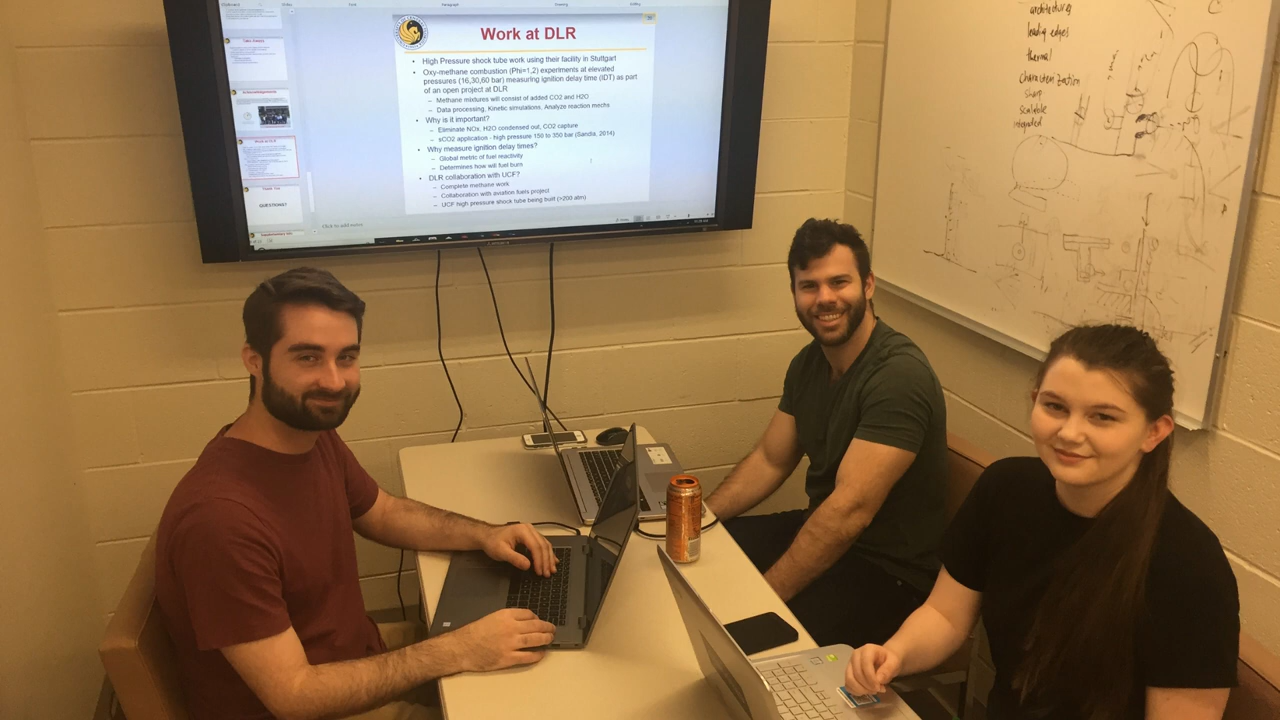 Work at DLR
• High Pressure shock tube work using their facility in Stuttgart
• Oxy-methane combustion (Phi=1,2) experiments at elevated
pressures (16,30,60 bar) measuring ignition delay time (IDT) as part
of an open project at DLR
– Methane mixtures will consist of added CO2 and H2O
– Data processing, Kinetic simulations, Analyze reaction mechs
• Why is it important?
– Eliminate NOx, H2O condensed out, CO2 capture
– sCO2 application - high pressure 150 to 350 bar (Sandia, 2014)
• Why measure ignition delay times?
– Global metric of fuel reactivity
– Determines how will fuel burn
• DLR collaboration with UCF?
– Complete methane work
– Collaboration with aviation fuels project
– UCF high pressure shock tube being built (>200 atm)
QUESTIONS?
Click to add notes
architectures
leading edges
thermal
Characterization
sharp
Scalable
integrated